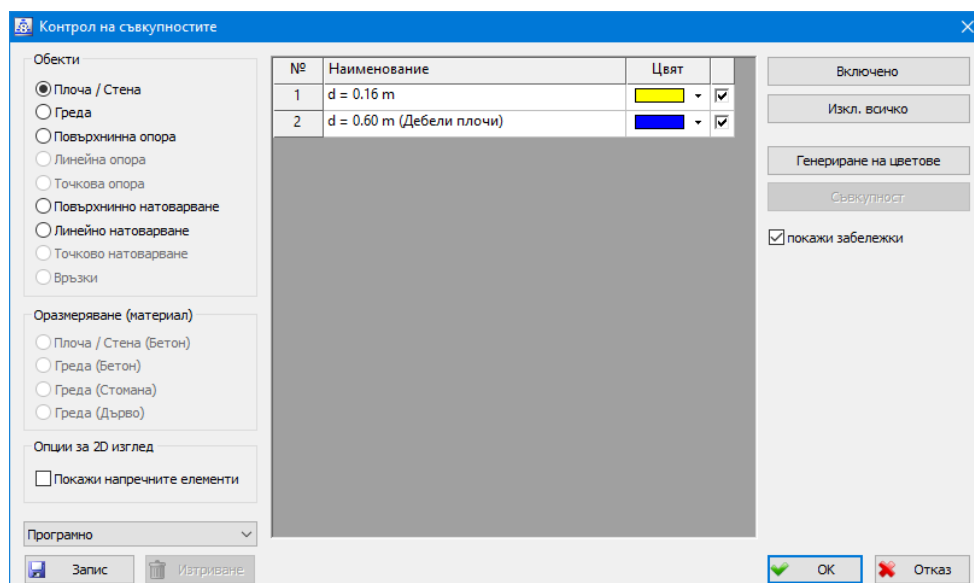 Контрол на съвкупностите
Обекти
Плоча / Стена
Греда
Повърхнинна опора
Линейна опора
Точкова опора
Повърхнинно натоварване
Линейно натоварване
Точково натоварване
Връзки
Оразмеряване (материал)
Плоча / Стена (Бетон)
Греда (Бетон)
Греда (Стомана)
Греда (Дърво)
Опции за 2D изглед
Покажи напречните елементи
Програмно
Запис Изтриване
№ Наименование Цвят
1 d = 0.16 m
2 d = 0.60 m (Дебели плочи)
Включено
Изкл. всичко
Генериране на цветове
Съвкупност
покажи забележки
OK Отказ